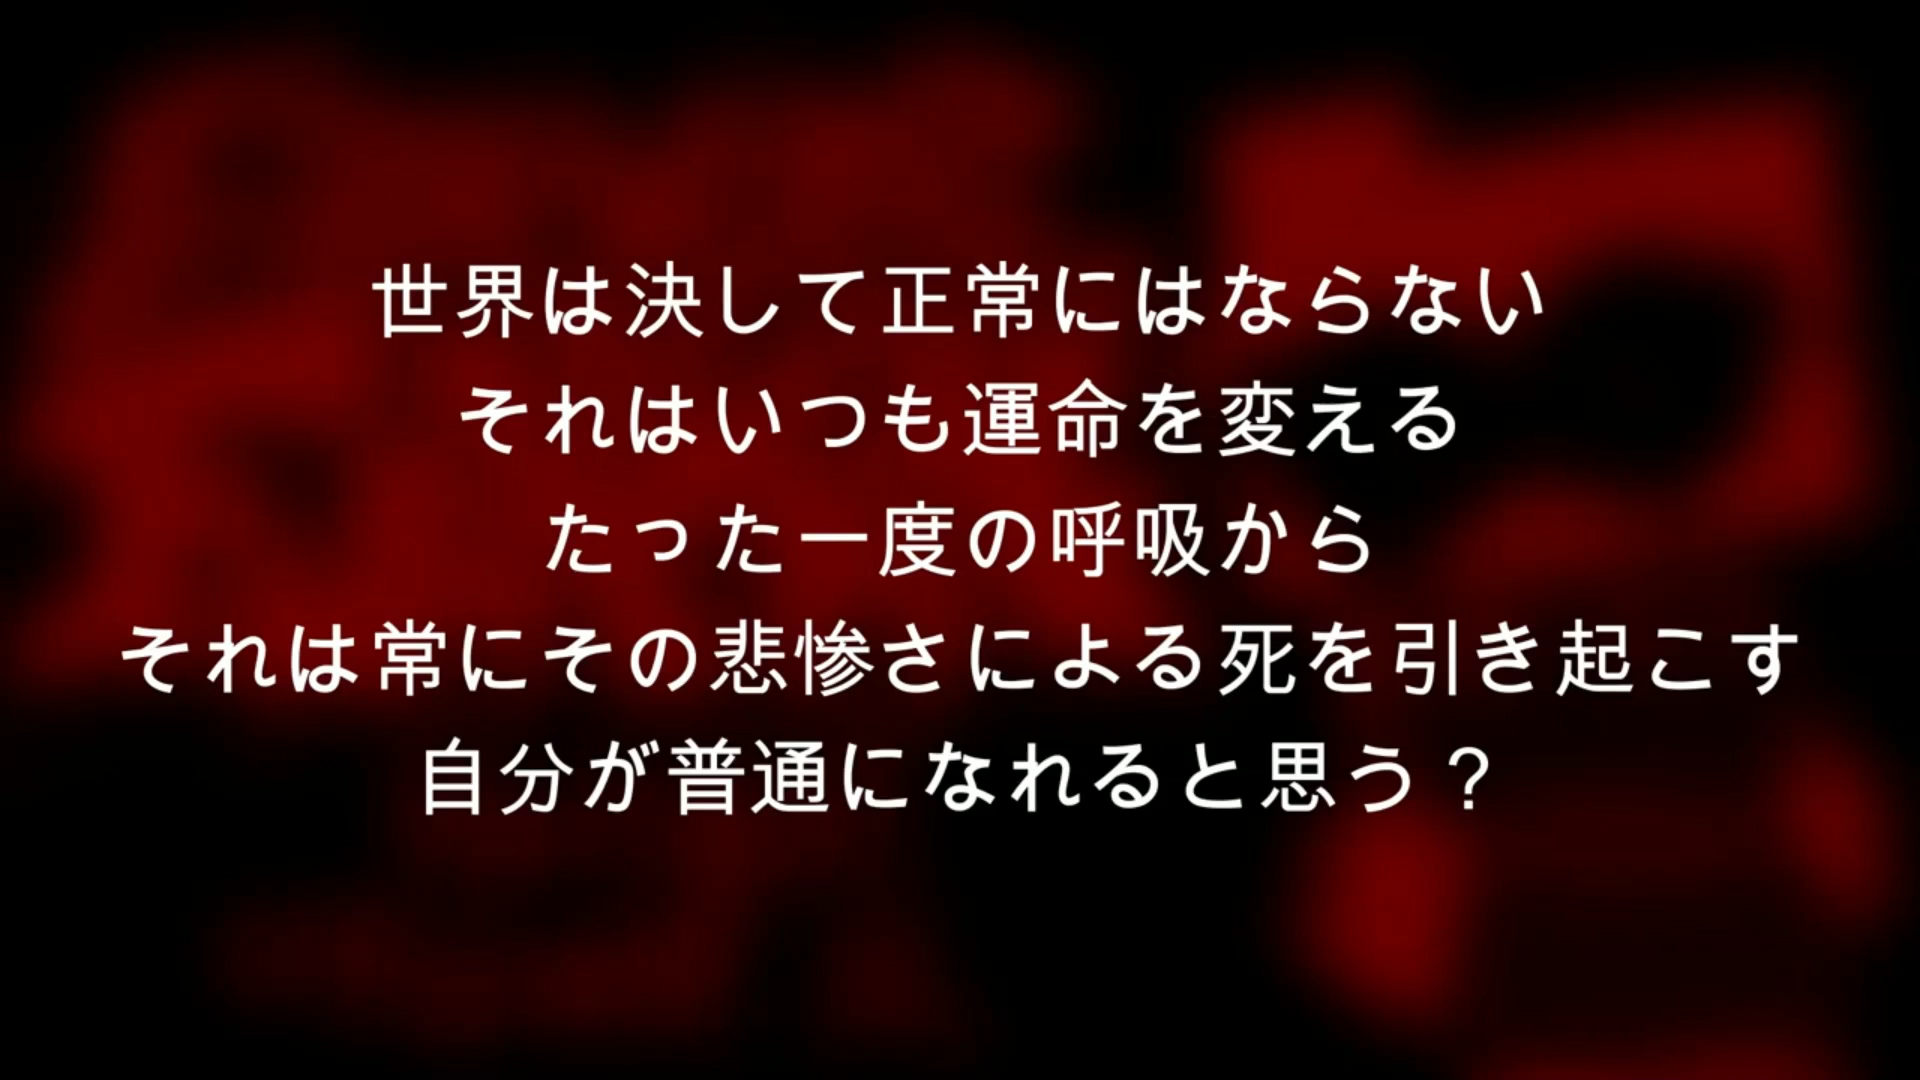 世界は決して正常にはならない
それはいつも運命を変える
たった一度の呼吸から
それは常にその悲惨さによる死を引き起こす
自分が普通になれると思う？